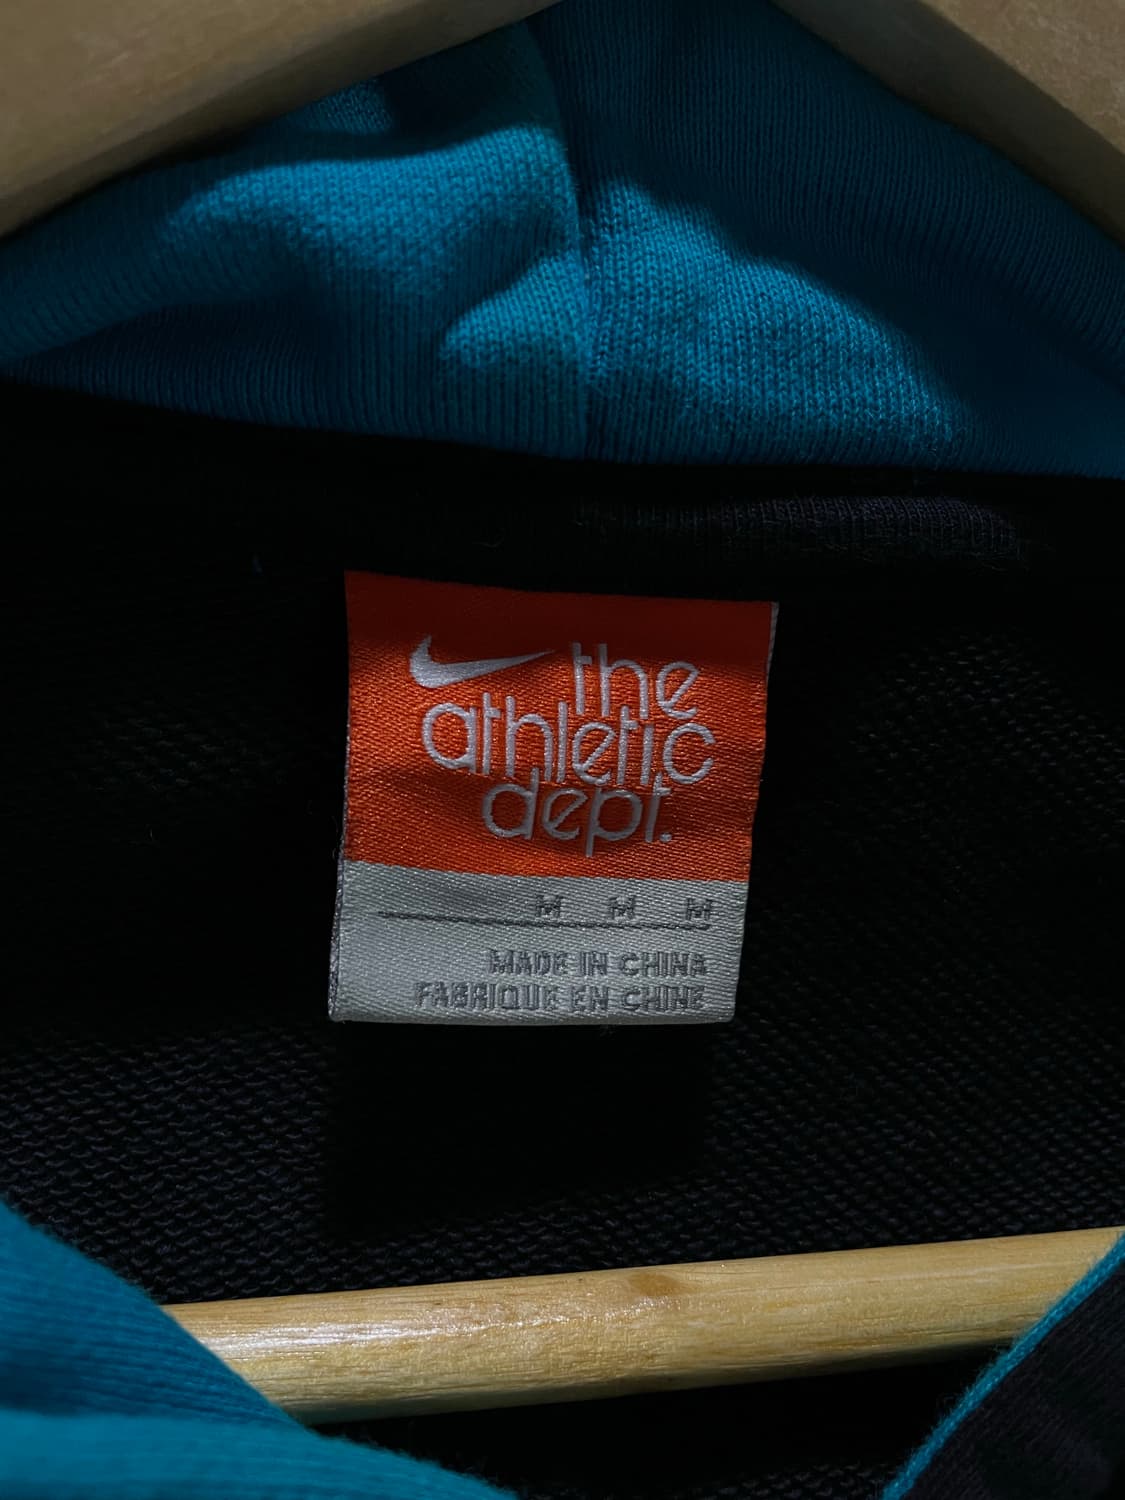 the
athletic
dept.
M M M
MADE IN CHINA
FABRIQUE EN CHINE